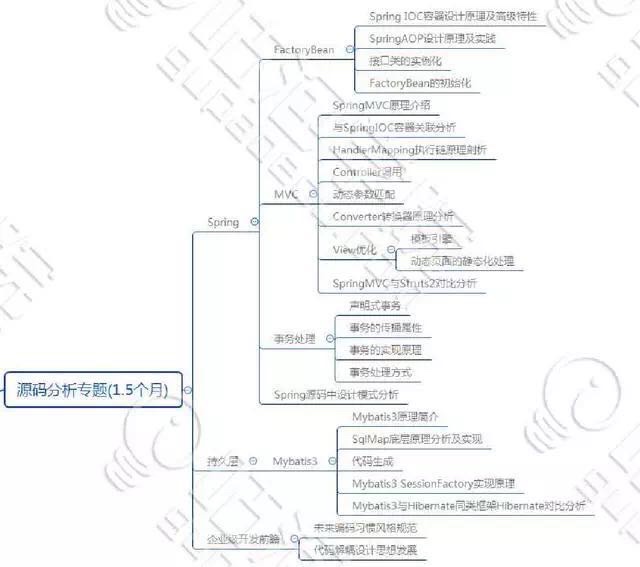 Spring IOC容器设计原理及高级特性
SpringAOP设计原理及实践
FactoryBean
接口类的实例化
FactoryBean的初始化
SpringMVC原理介绍
与SpringIOC容器关联分析
HandlerMapping执行链原理剖析
Controller调用
MVC
动态参数匹配
Converter转换器原理分析
Spring
模板引擎
View优化
动态页面的静态化处理
SpringMVC与Struts2对比分析
声明式事务
事务的传播属性
事务处理
事务的实现原理
事务处理方式
源码分析专题(1.5个月)
Spring源码中设计模式分析
Mybatis3原理简介
SqlMap底层原理分析及实现
持久层
Mybatis3
代码生成
Mybatis3 SessionFactory实现原理
Mybatis3与Hibernate同类框架Hibernate对比分析
未来编码习惯风格规范
企业级开发前瞻
代码解耦设计思想发展